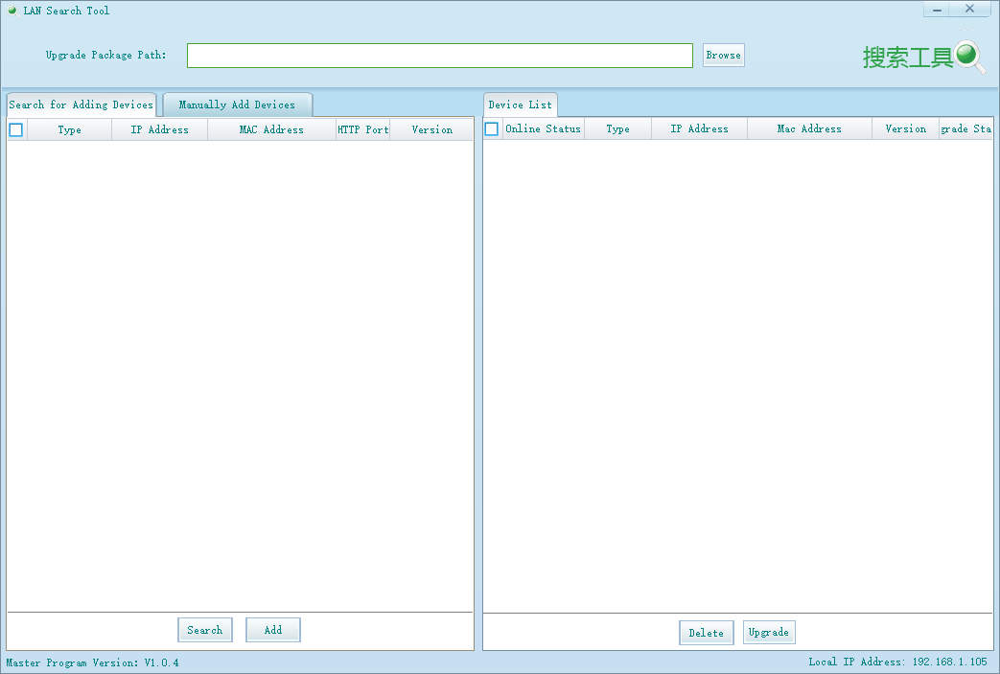 LAN Search Tool
Upgrade Package Path:
Browse
搜索工具
Search for Adding Devices
Manually Add Devices
Device List
Type IP Address MAC Address HTTP Port Version
Online Status Type IP Address Mac Address Version grade Sta
Search Add
Delete Upgrade
Master Program Version: V1.0.4
Local IP Address: 192.168.1.105